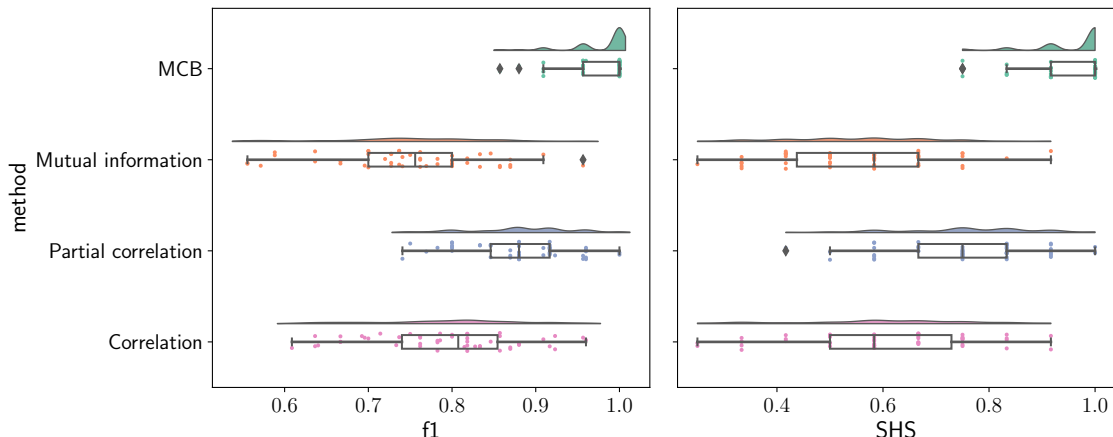 method
MCB
Mutual information
Partial correlation
Correlation
0.6 0.7 0.8 0.9 1.0
f1
0.4 0.6 0.8 1.0
SHS